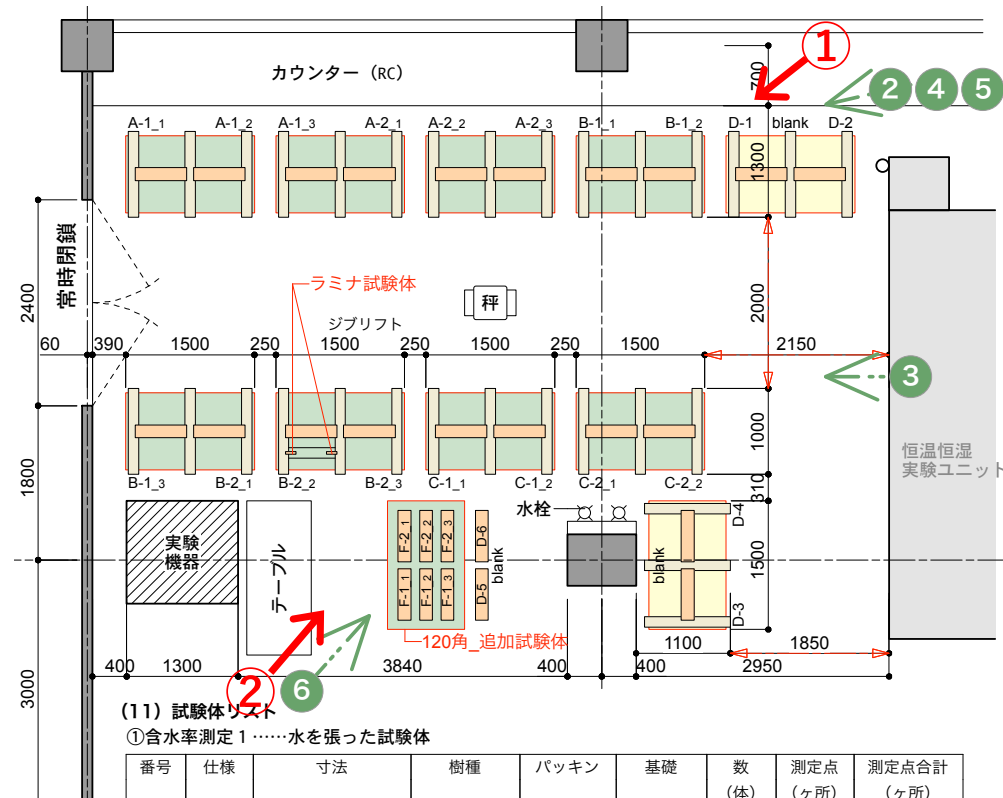 カウンター（RC）
①
700
② ④ ⑤
A-1_1 A-1_2 A-1_3 A-2_1 A-2_2 A-2_3 B-1_1 B-1_2 D-1 blank D-2
1300
常時閉鎖
2400
ラミナ試験体
秤
ジブリフト
2000
60 390 1500 250 1500 250 1500 250 1500 2150
③
1000
恒温恒湿
実験ユニット
1800
B-1_3 B-2_1 B-2_2 B-2_3 C-1_1 C-1_2 C-2_1 C-2_2
310
水栓
実験
機器
テーブル
F-2_1 F-2_2 F-2_3 D-6
blank
F-1_1 F-1_2 F-1_3 D-5
D-4
blank
D-3
1500
120角_追加試験体
1100 1850
400 1300 3840 400 400 2950
3000
② ⑥
（11）試験体リスト
①含水率測定１……水を張った試験体
番号 仕様 寸法 樹種 パッキン 基礎 数 測定点 測定点合計
（体） （ヶ所） （ヶ所）